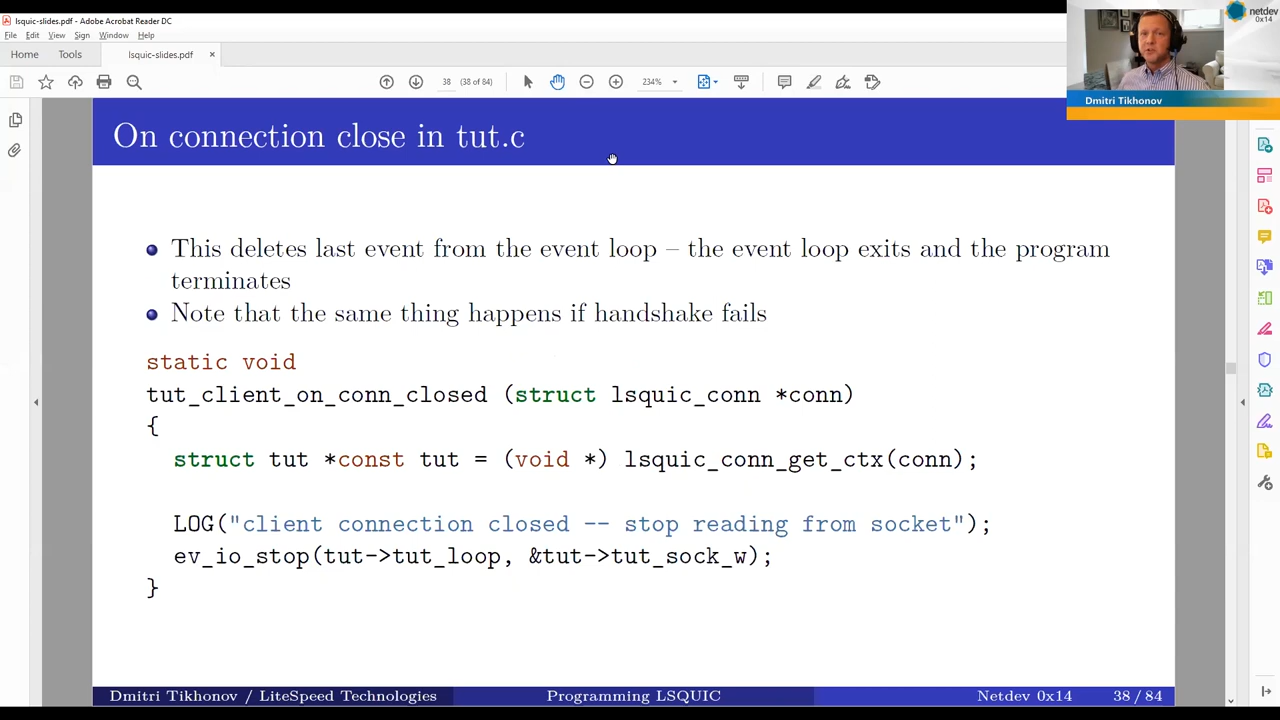 lsquic-slides.pdf - Adobe Acrobat Reader DC
File Edit View Sign Window Help
Home Tools lsquic-slides.pdf ×
38 (38 of 84) 234%
netdev
0x14
Dmitri Tikhonov
On connection close in tut.c
This deletes last event from the event loop – the event loop exits and the program
terminates
Note that the same thing happens if handshake fails
static void
tut_client_on_conn_closed (struct lsquic_conn *conn)
{
struct tut *const tut = (void *) lsquic_conn_get_ctx(conn);
LOG("client connection closed -- stop reading from socket");
ev_io_stop(tut->tut_loop, &tut->tut_sock_w);
}
Dmitri Tikhonov / LiteSpeed Technologies Programming LSQUIC Netdev 0x14 38 / 84